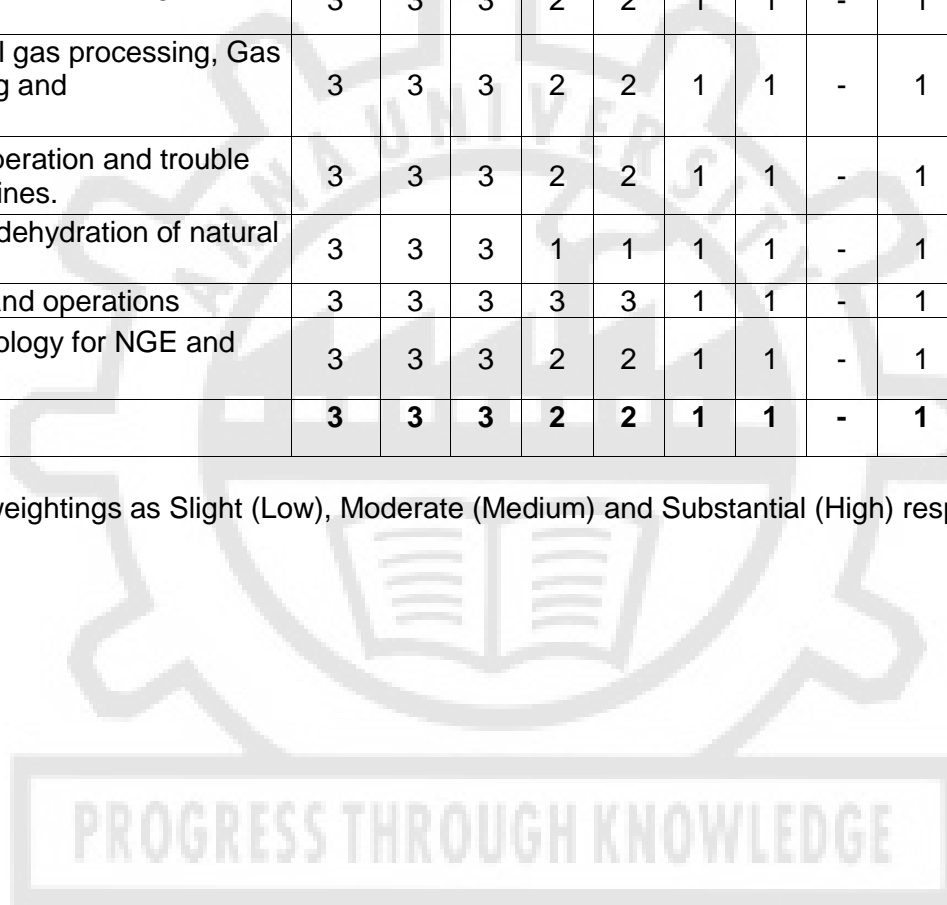 3 3 3 2 2 1 1 - 1
l gas processing, Gas
g and
3 3 3 2 2 1 1 - 1
peration and trouble
ines.
3 3 3 2 2 1 1 - 1
dehydration of natural
3 3 3 1 1 1 1 - 1
and operations 3 3 3 3 3 1 1 - 1
ology for NGE and
3 3 3 2 2 1 1 - 1
3 3 3 2 2 1 1 - 1
weightings as Slight (Low), Moderate (Medium) and Substantial (High) resp
ANNA UNIVERSITY
PROGRESS THROUGH KNOWLEDGE